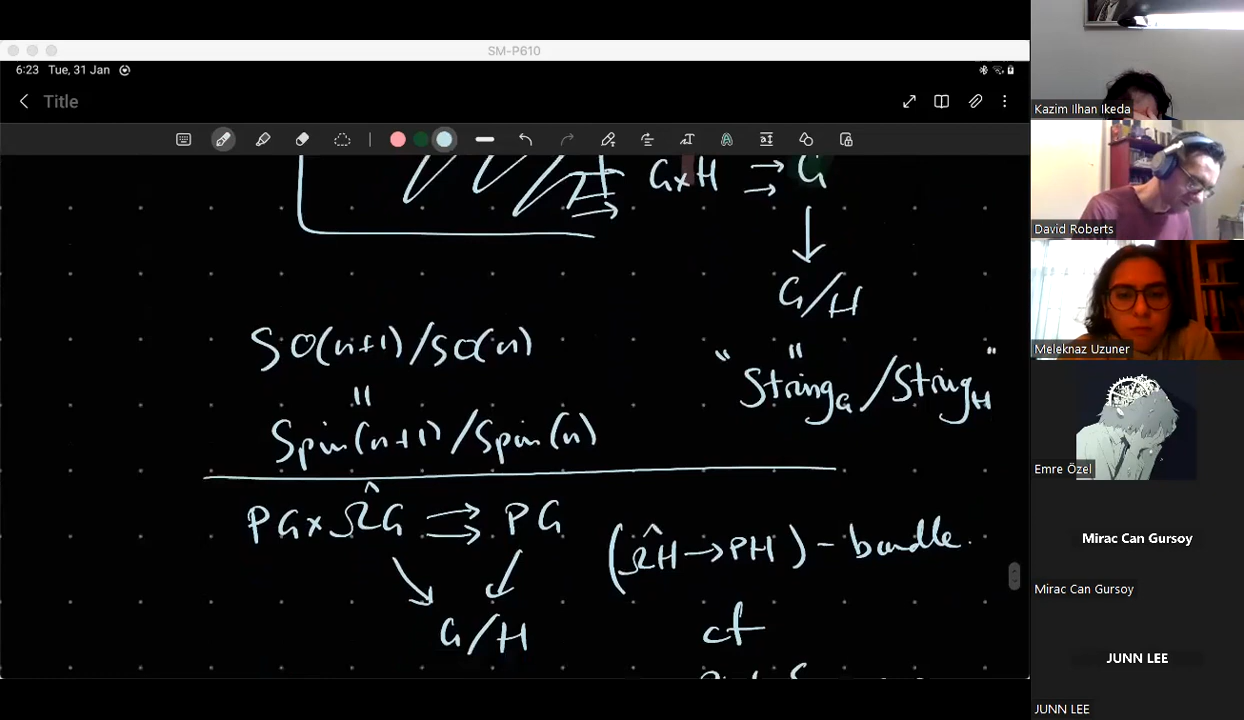 SM-P610
6:23 Tue, 31 Jan
Title
G×H ⇉ G
G/H
SO(n+1)/SO(n)
"
"String_G/String_H"
Spin(n+1)/Spin(n)
PG×Ω̂G ⇉ PG
(Ω̂H→PH)-bundle.
G/H
cf
Kazim Ilhan Ikeda
David Roberts
Meleknaz Uzuner
Emre Özel
Mirac Can Gursoy
Mirac Can Gursoy
JUNN LEE
JUNN LEE